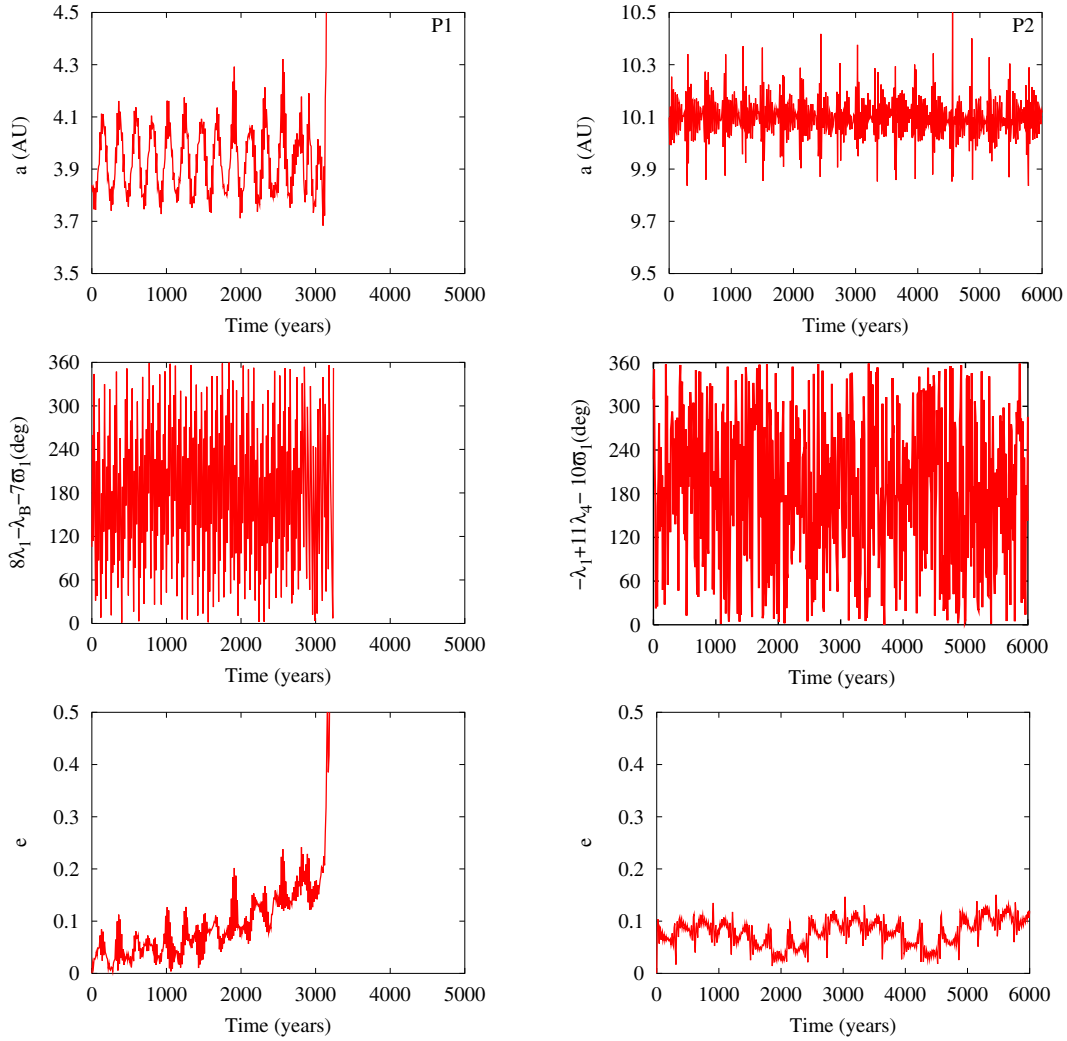 P1
a (AU)
4.5
4.3
4.1
3.9
3.7
3.5
0 1000 2000 3000 4000 5000
Time (years)
P2
a (AU)
10.5
10.3
10.1
9.9
9.7
9.5
0 1000 2000 3000 4000 5000 6000
Time (years)
8λ₁−λ_B−7ϖ₁(deg)
360
300
240
180
120
60
0
0 1000 2000 3000 4000 5000
Time (years)
−λ₁+11λ₄− 10ϖ₁(deg)
360
300
240
180
120
60
0
0 1000 2000 3000 4000 5000 6000
Time (years)
e
0.5
0.4
0.3
0.2
0.1
0
0 1000 2000 3000 4000 5000
Time (years)
e
0.5
0.4
0.3
0.2
0.1
0
0 1000 2000 3000 4000 5000 6000
Time (years)